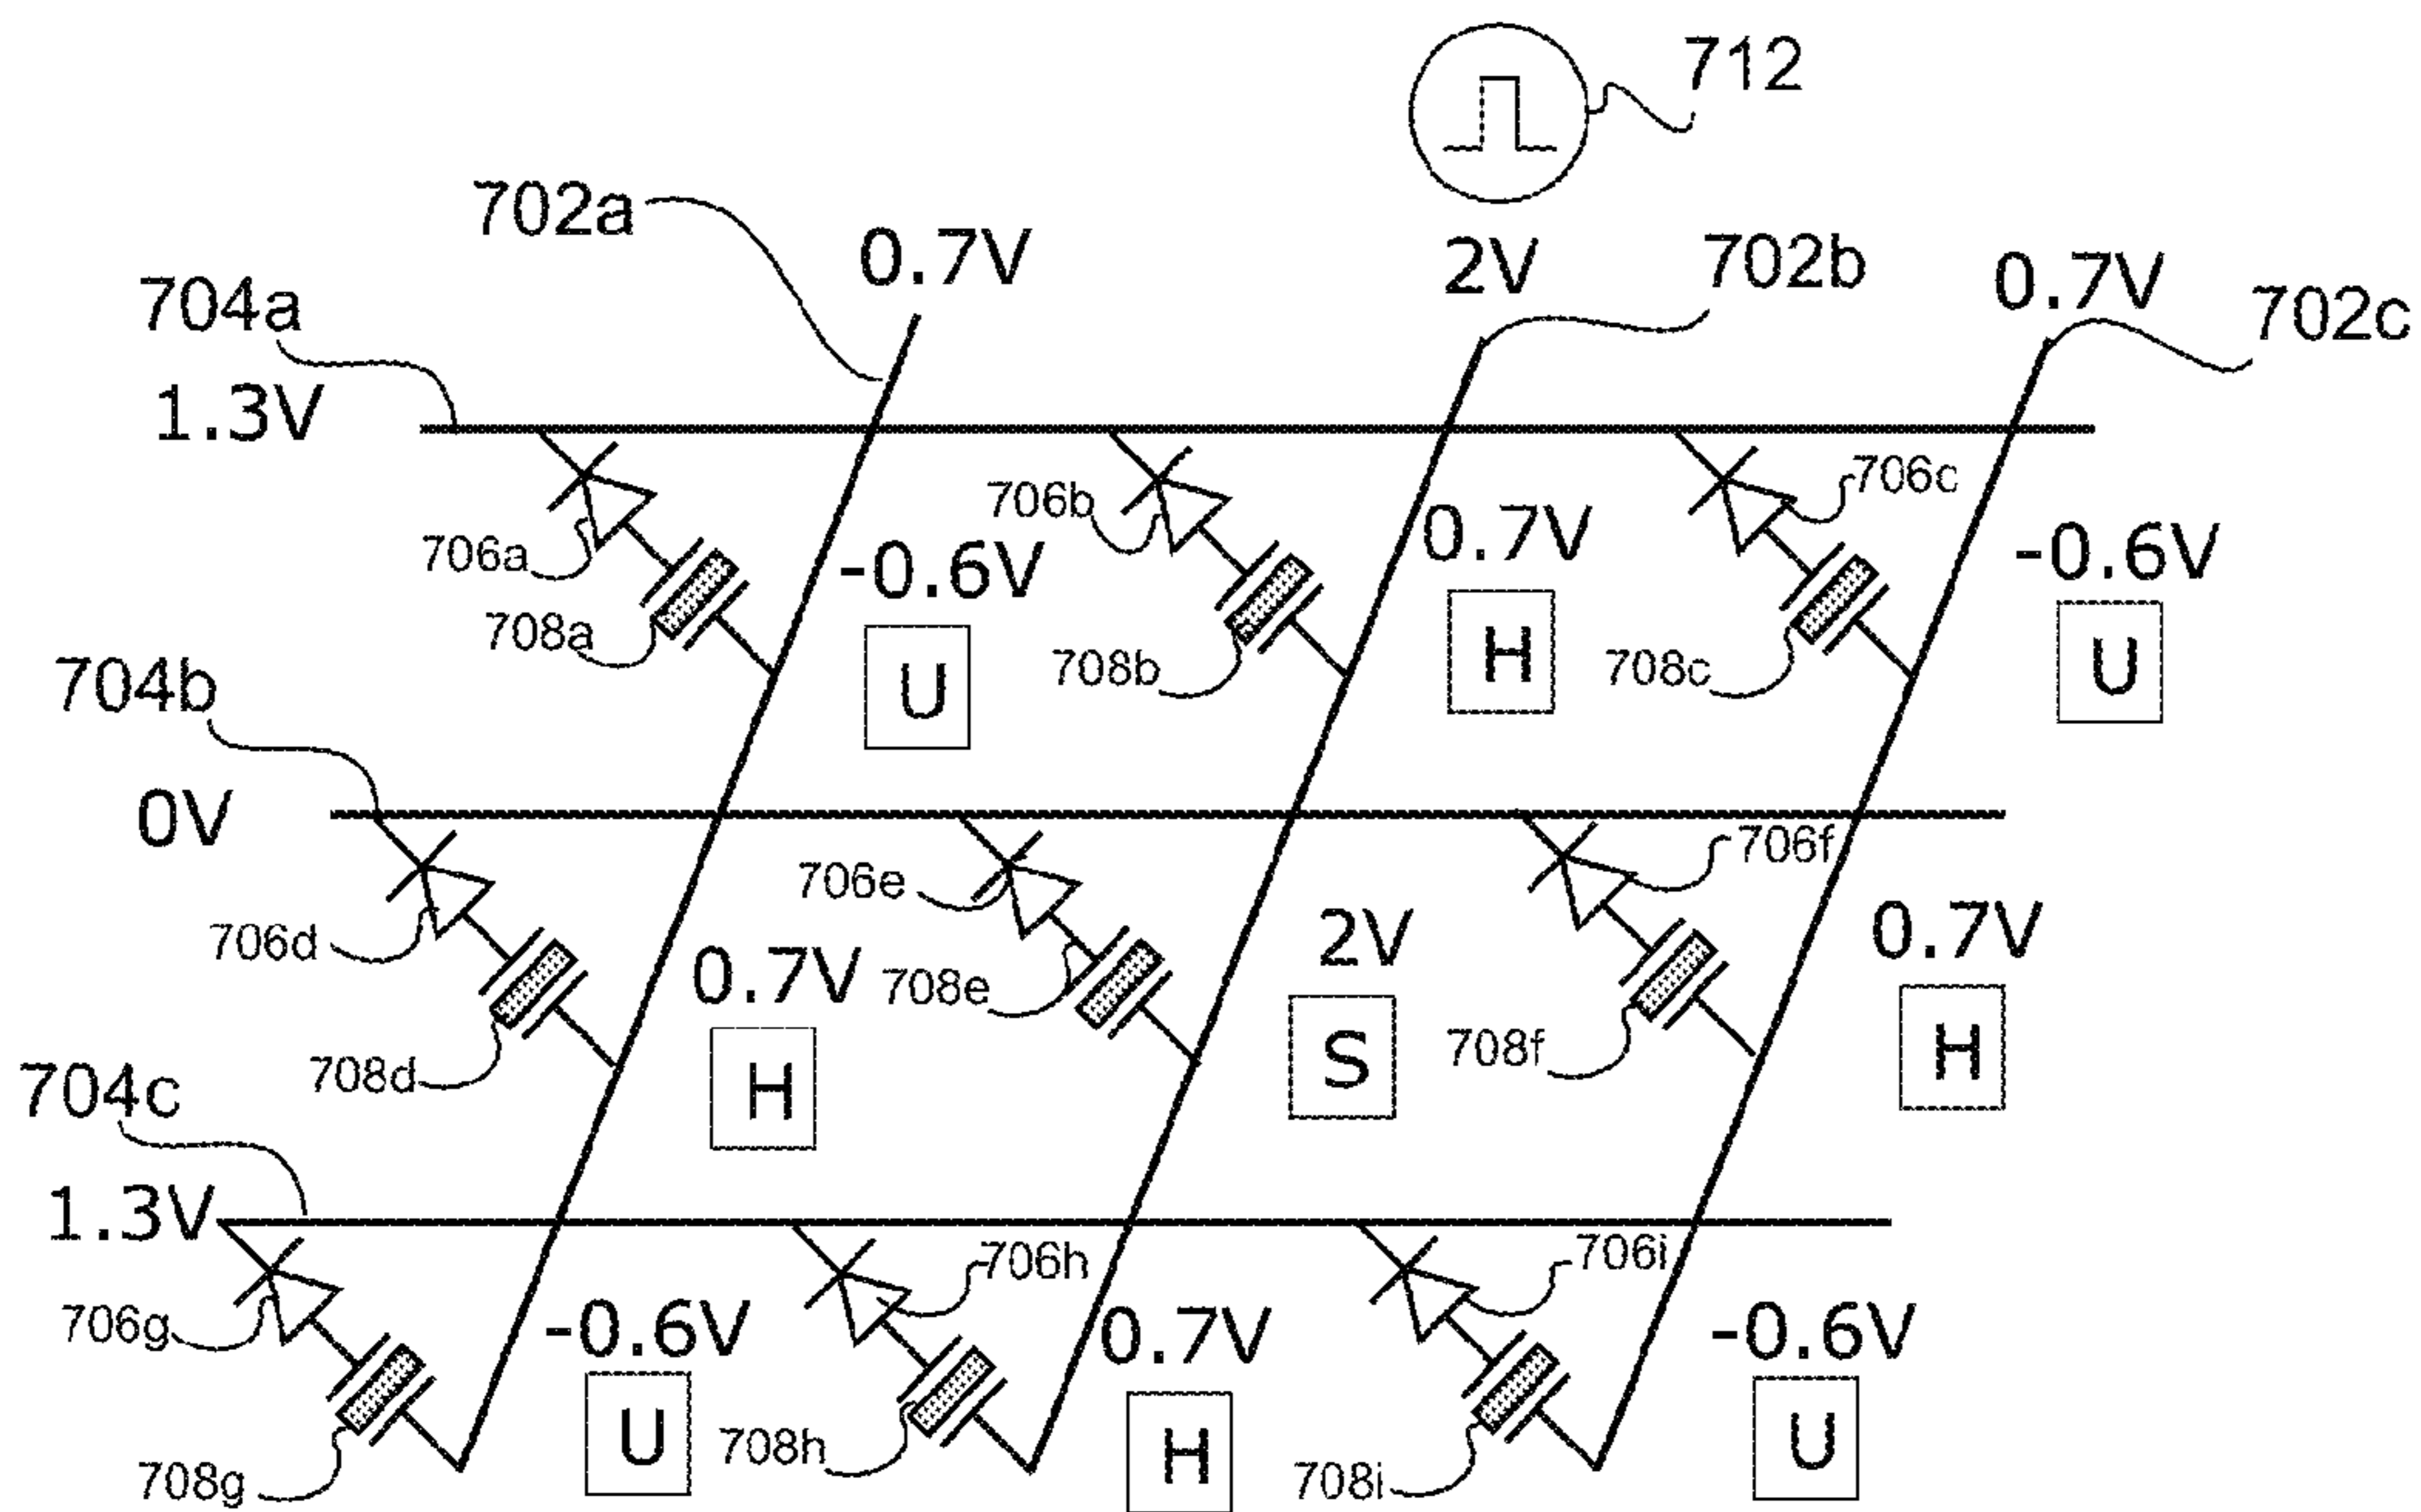 712
702a
0.7V
2V
702b
0.7V
702c
704a
1.3V
706a
706b
706c
-0.6V
0.7V
-0.6V
708a
708b
708c
U
H
U
704b
0V
706d
706e
706f
0.7V
708e
2V
0.7V
708d
708f
H
S
H
704c
1.3V
706g
706h
706i
-0.6V
0.7V
-0.6V
708g
708h
708i
U
H
U